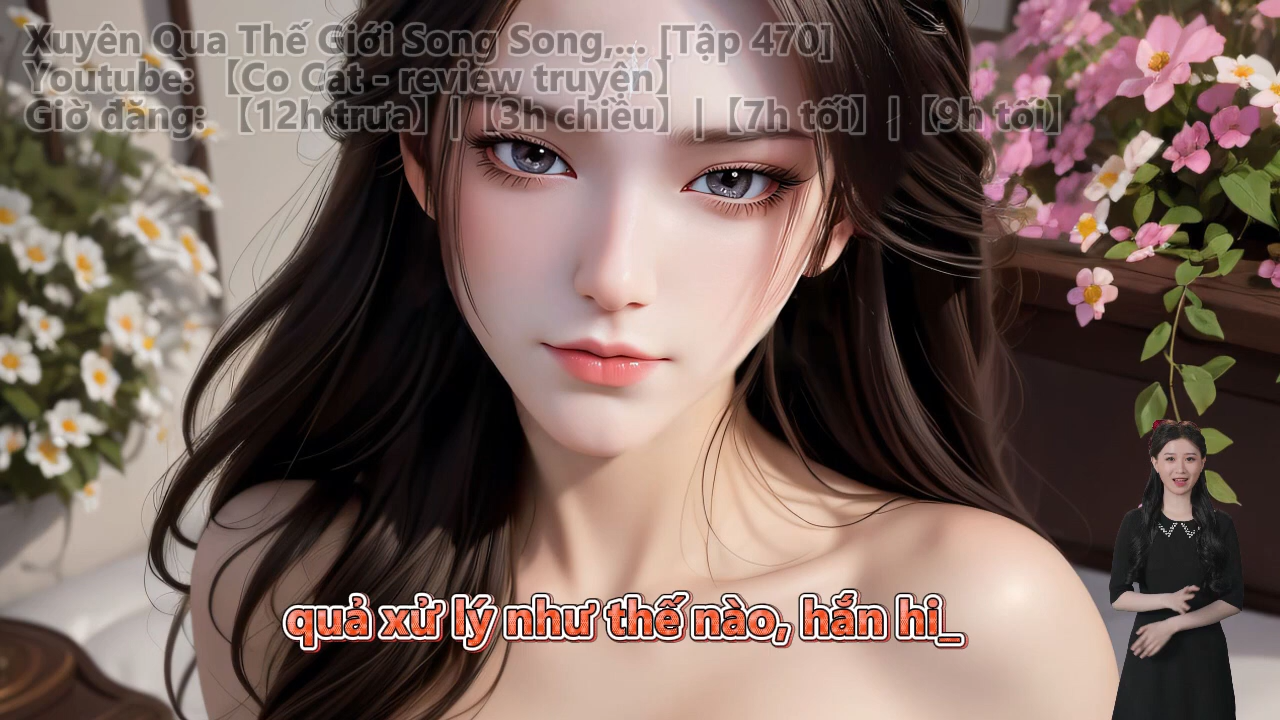 Xuyên Qua Thế Giới Song Song,... [Tập 470]
Youtube: 【Co Cat - review truyện】
Giờ đăng: 【12h trưa】 | 【3h chiều】 | 【7h tối】 | 【9h tối】
quả xử lý như thế nào, hắn hi_